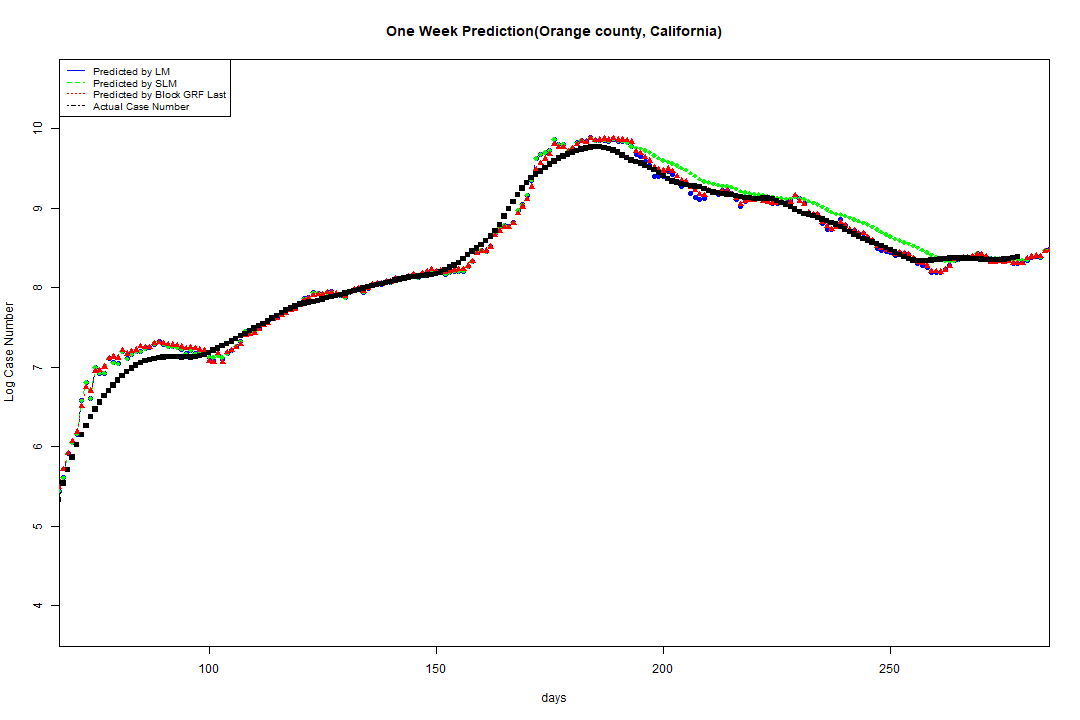 One Week Prediction(Orange county, California)
Predicted by LM
Predicted by SLM
Predicted by Block GRF Last
Actual Case Number
10
9
8
7
6
5
4
Log Case Number
100
150
200
250
days